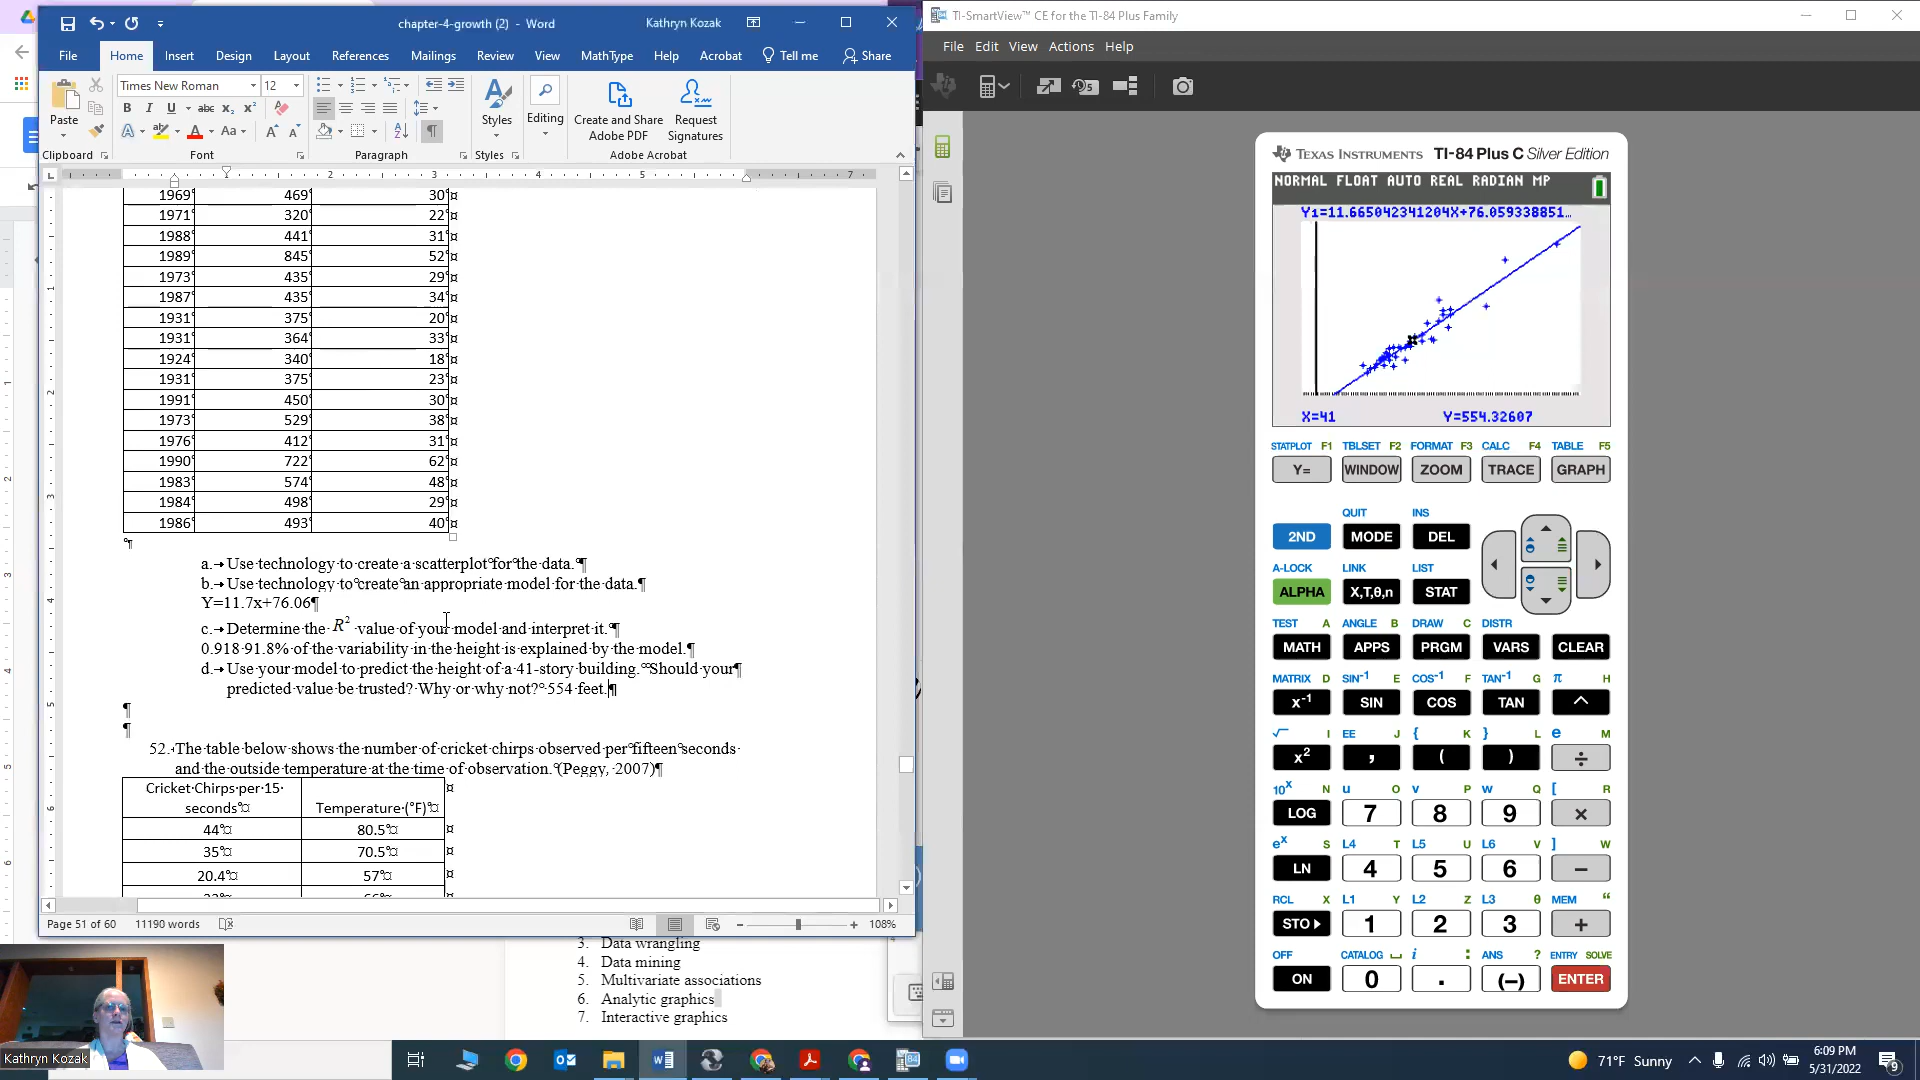 chapter-4-growth (2) - Word
Kathryn Kozak
File Home Insert Design Layout References Mailings Review View MathType Help Acrobat Tell me Share
Paste
Times New Roman 12
Styles
Editing
Create and Share Adobe PDF
Request Signatures
Clipboard Font Paragraph Styles Adobe Acrobat
1969 469 30
1971 320 22
1988 441 31
1989 845 52
1973 435 29
1987 435 34
1931 375 20
1931 364 33
1924 340 18
1931 375 23
1991 450 30
1973 529 38
1976 412 31
1990 722 62
1983 574 48
1984 498 29
1986 493 40
a. Use technology to create a scatterplot for the data.
b. Use technology to create an appropriate model for the data.
Y=11.7x+76.06
c. Determine the R² value of your model and interpret it.
0.918 91.8% of the variability in the height is explained by the model.
d. Use your model to predict the height of a 41-story building. Should your
predicted value be trusted? Why or why not? 554 feet.
52. The table below shows the number of cricket chirps observed per fifteen seconds
and the outside temperature at the time of observation. (Peggy, 2007)
Cricket Chirps per 15 seconds Temperature (°F)
44 80.5
35 70.5
20.4 57
Page 51 of 60 11190 words 108%
3. Data wrangling
4. Data mining
5. Multivariate associations
6. Analytic graphics
7. Interactive graphics
Kathryn Kozak
TI-SmartView™ CE for the TI-84 Plus Family
File Edit View Actions Help
TEXAS INSTRUMENTS TI-84 Plus C Silver Edition
NORMAL FLOAT AUTO REAL RADIAN MP
Y1=11.665042341204X+76.059338851…
X=41 Y=554.32607
STATPLOT F1 TBLSET F2 FORMAT F3 CALC F4 TABLE F5
Y= WINDOW ZOOM TRACE GRAPH
QUIT INS
2ND MODE DEL
A-LOCK LINK LIST
ALPHA X,T,θ,n STAT
TEST A ANGLE B DRAW C DISTR
MATH APPS PRGM VARS CLEAR
MATRIX D SIN⁻¹ E COS⁻¹ F TAN⁻¹ G π H
x⁻¹ SIN COS TAN ^
√ I EE J { K } L e M
x² , ( ) ÷
10ˣ N u O v P w Q [ R
LOG 7 8 9 ×
eˣ S L4 T L5 U L6 V ] W
LN 4 5 6 −
RCL X L1 Y L2 Z L3 θ MEM "
STO▸ 1 2 3 +
OFF CATALOG i : ANS ? ENTRY SOLVE
ON 0 . (−) ENTER
71°F Sunny
6:09 PM
5/31/2022